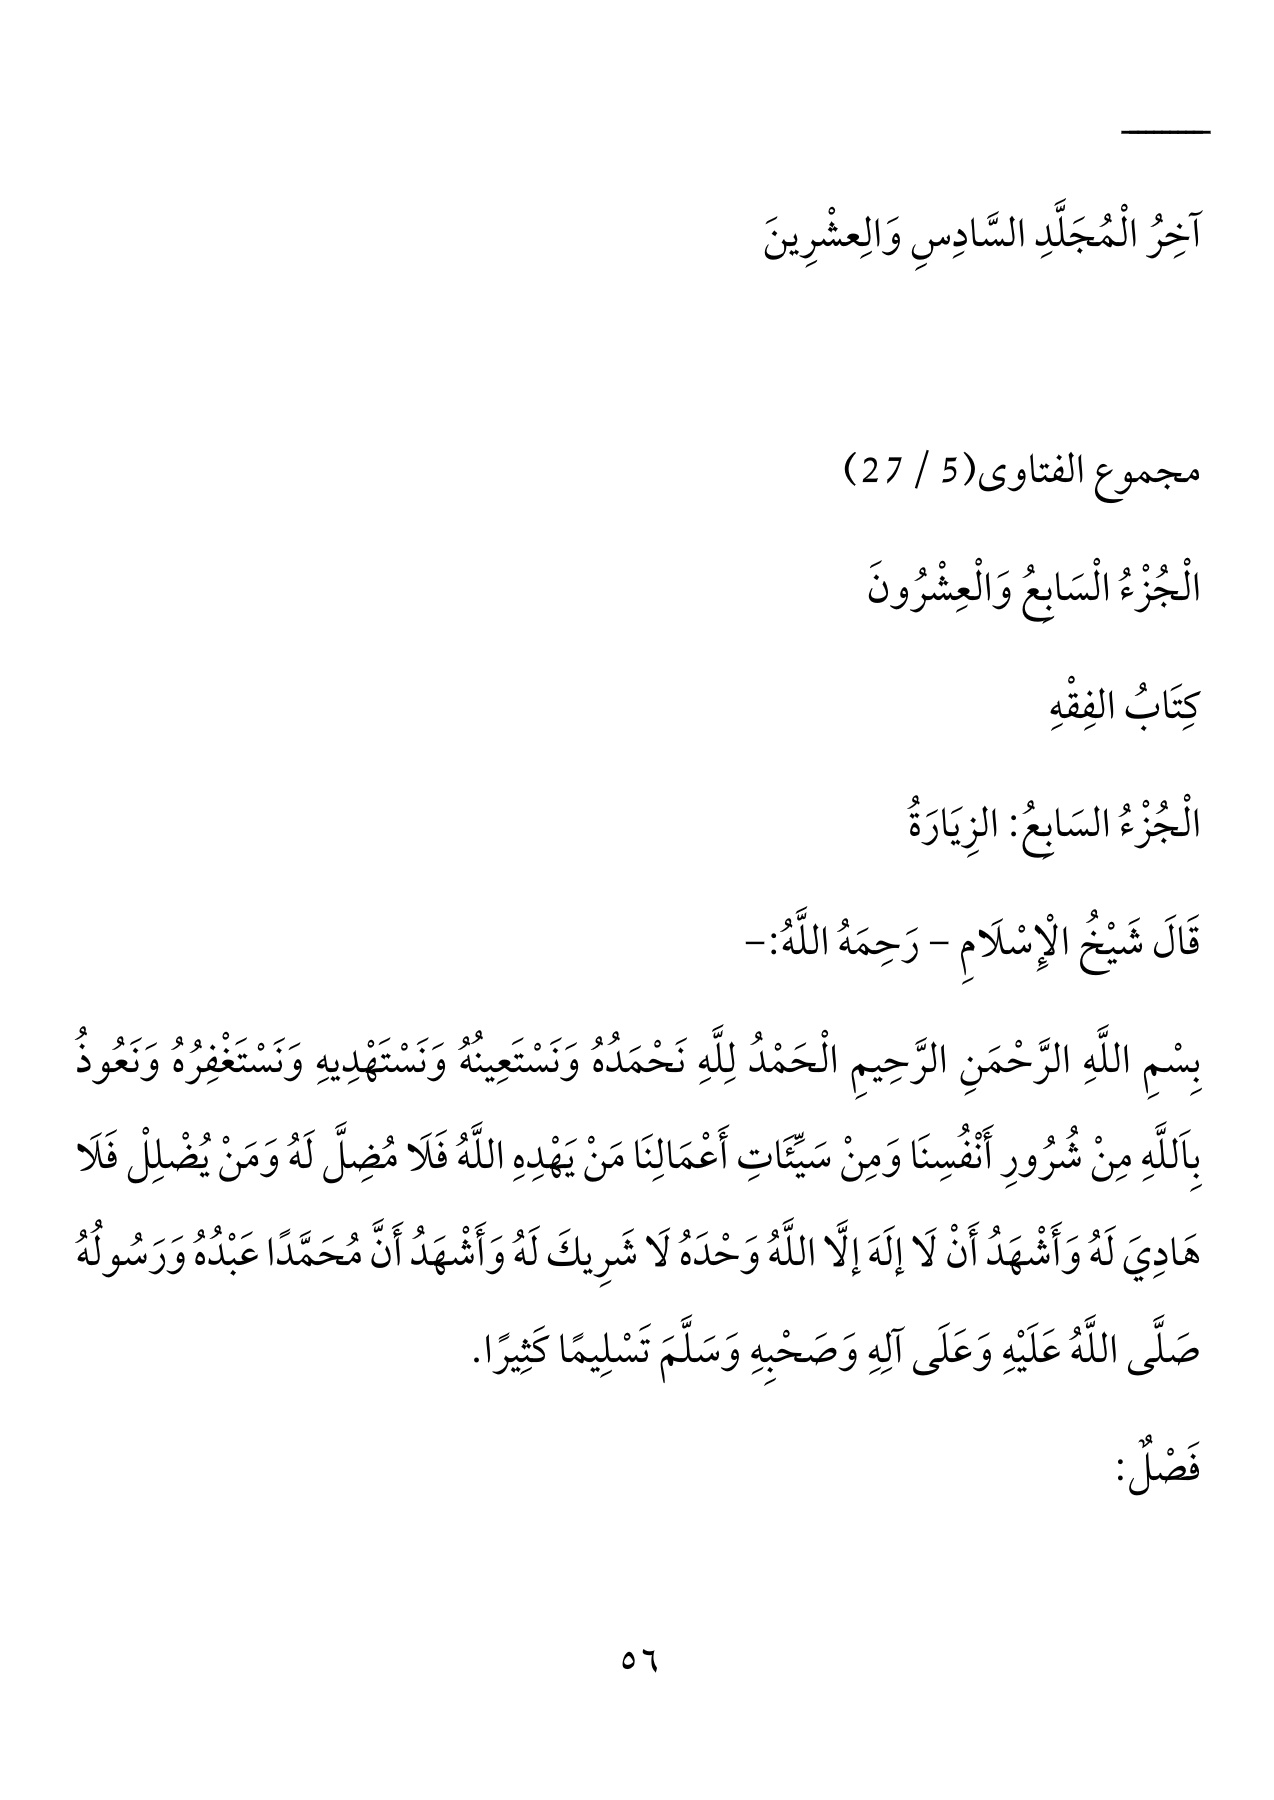 آخِرُ الْمُجَلَّدِ السَّادِسِ وَالِعشْرِينَ
مجموع الفتاوى(5 / 27)
الْجُزْءُ الْسَابِعُ وَالْعِشْرُونَ
كِتَابُ الفِقْهِ
الْجُزْءُ السَابِعُ: الزِيَارَةُ
قَالَ شَيْخُ الْإِسْلَامِ - رَحِمَهُ اللَّهُ:-
بِسْمِ اللَّهِ الرَّحْمَنِ الرَّحِيمِ الْحَمْدُ لِلَّهِ نَحْمَدُهُ وَنَسْتَعِينُهُ وَنَسْتَهْدِيهِ وَنَسْتَغْفِرُهُ وَنَعُوذُ
بِاَللَّهِ مِنْ شُرُورِ أَنْفُسِنَا وَمِنْ سَيِّئَاتِ أَعْمَالِنَا مَنْ يَهْدِهِ اللَّهُ فَلَا مُضِلَّ لَهُ وَمَنْ يُضْلِلْ فَلَا
هَادِيَ لَهُ وَأَشْهَدُ أَنْ لَا إلَهَ إلَّا اللَّهُ وَحْدَهُ لَا شَرِيكَ لَهُ وَأَشْهَدُ أَنَّ مُحَمَّدًا عَبْدُهُ وَرَسُولُهُ
صَلَّى اللَّهُ عَلَيْهِ وَعَلَى آلِهِ وَصَحْبِهِ وَسَلَّمَ تَسْلِيمًا كَثِيرًا.
فَصْلٌ:
٥٦